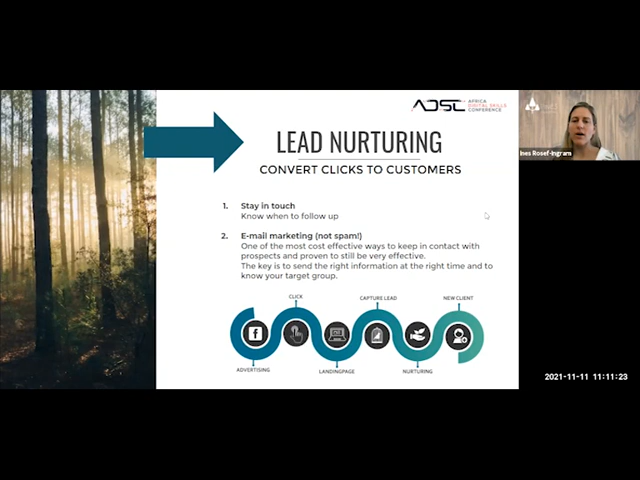 ADSC
AFRICA
DIGITAL SKILLS
CONFERENCE
LEAD NURTURING
CONVERT CLICKS TO CUSTOMERS
1. Stay in touch
Know when to follow up
2. E-mail marketing (not spam!)
One of the most cost effective ways to keep in contact with
prospects and proven to still be very effective.
The key is to send the right information at the right time and to
know your target group.
CLICK
CAPTURE LEAD
NEW CLIENT
f
ADVERTISING
LANDINGPAGE
NURTURING
Ines Rosef-Ingram
2021-11-11 11:11:23